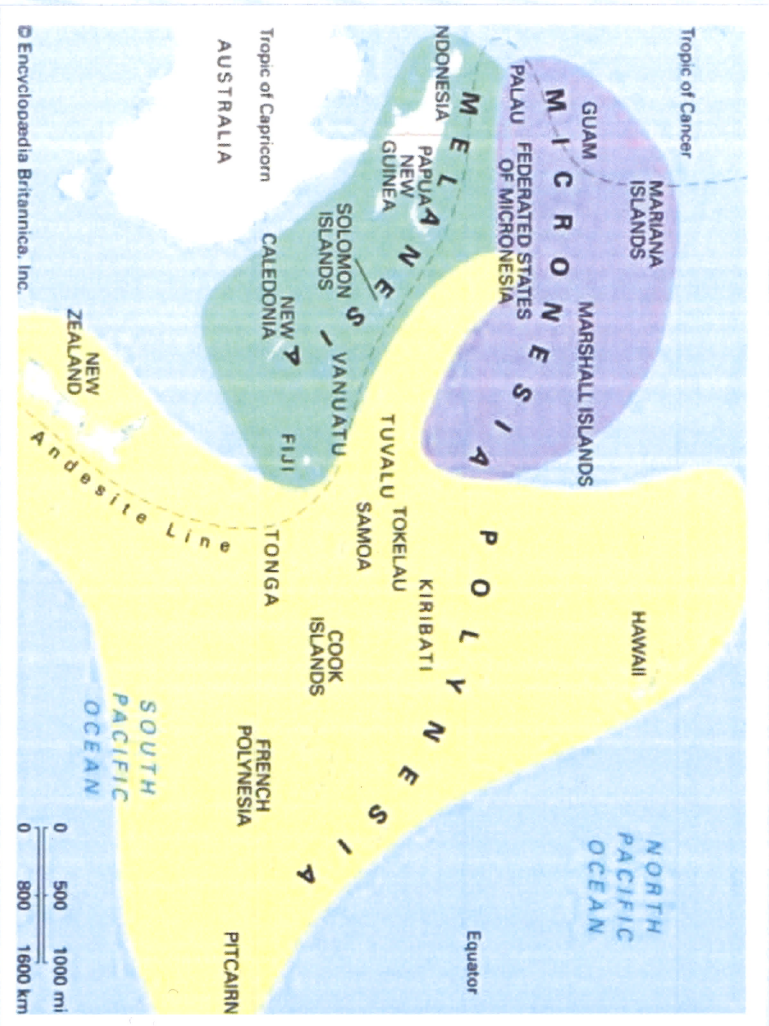 Tropic of Cancer
MARIANA
ISLANDS
NORTH
PACIFIC
OCEAN
HAWAII
GUAM
MARSHALL ISLANDS
MICRONESIA
PALAU
FEDERATED STATES
OF MICRONESIA
POLYNESIA
Equator
MELANESIA
NDONESIA
PAPUA
NEW
GUINEA
KIRIBATI
TUVALU
TOKELAU
SOLOMON
ISLANDS
VANUATU
SAMOA
COOK
ISLANDS
Tropic of Capricorn
NEW
CALEDONIA
FIJI
TONGA
FRENCH
POLYNESIA
PITCAIRN
AUSTRALIA
Andesite Line
SOUTH
PACIFIC
OCEAN
NEW
ZEALAND
0 500 1000 mi
0 800 1600 km
© Encyclopædia Britannica, Inc.